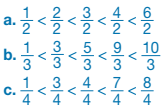 a. 1/2 < 2/2 < 3/2 < 4/2 < 6/2
b. 1/3 < 3/3 < 5/3 < 9/3 < 10/3
c. 1/4 < 3/4 < 4/4 < 7/4 < 8/4